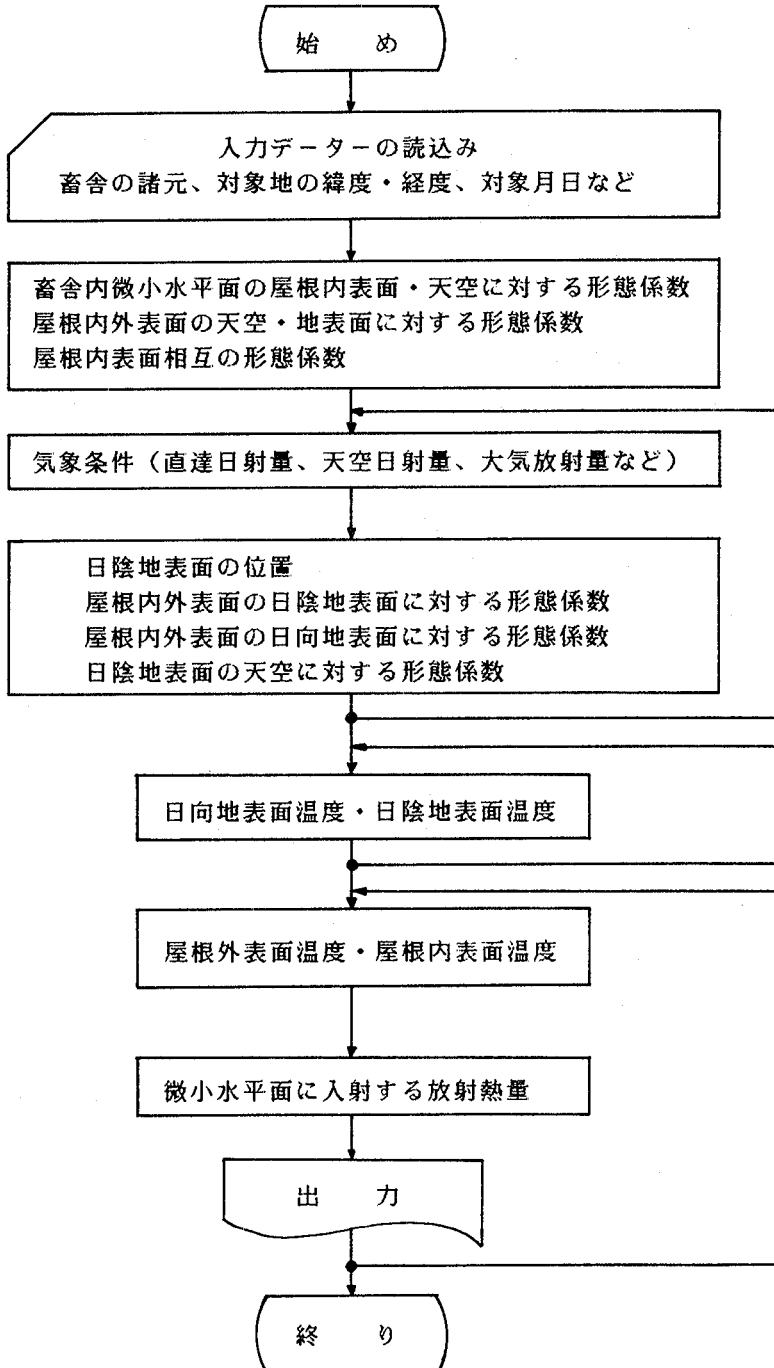 始 め
入力データーの読込み
畜舎の諸元、対象地の緯度・経度、対象月日など
畜舎内微小水平面の屋根内表面・天空に対する形態係数
屋根内外表面の天空・地表面に対する形態係数
屋根内表面相互の形態係数
気象条件（直達日射量、天空日射量、大気放射量など）
日陰地表面の位置
屋根内外表面の日陰地表面に対する形態係数
屋根内外表面の日向地表面に対する形態係数
日陰地表面の天空に対する形態係数
日向地表面温度・日陰地表面温度
屋根外表面温度・屋根内表面温度
微小水平面に入射する放射熱量
出 力
終 り